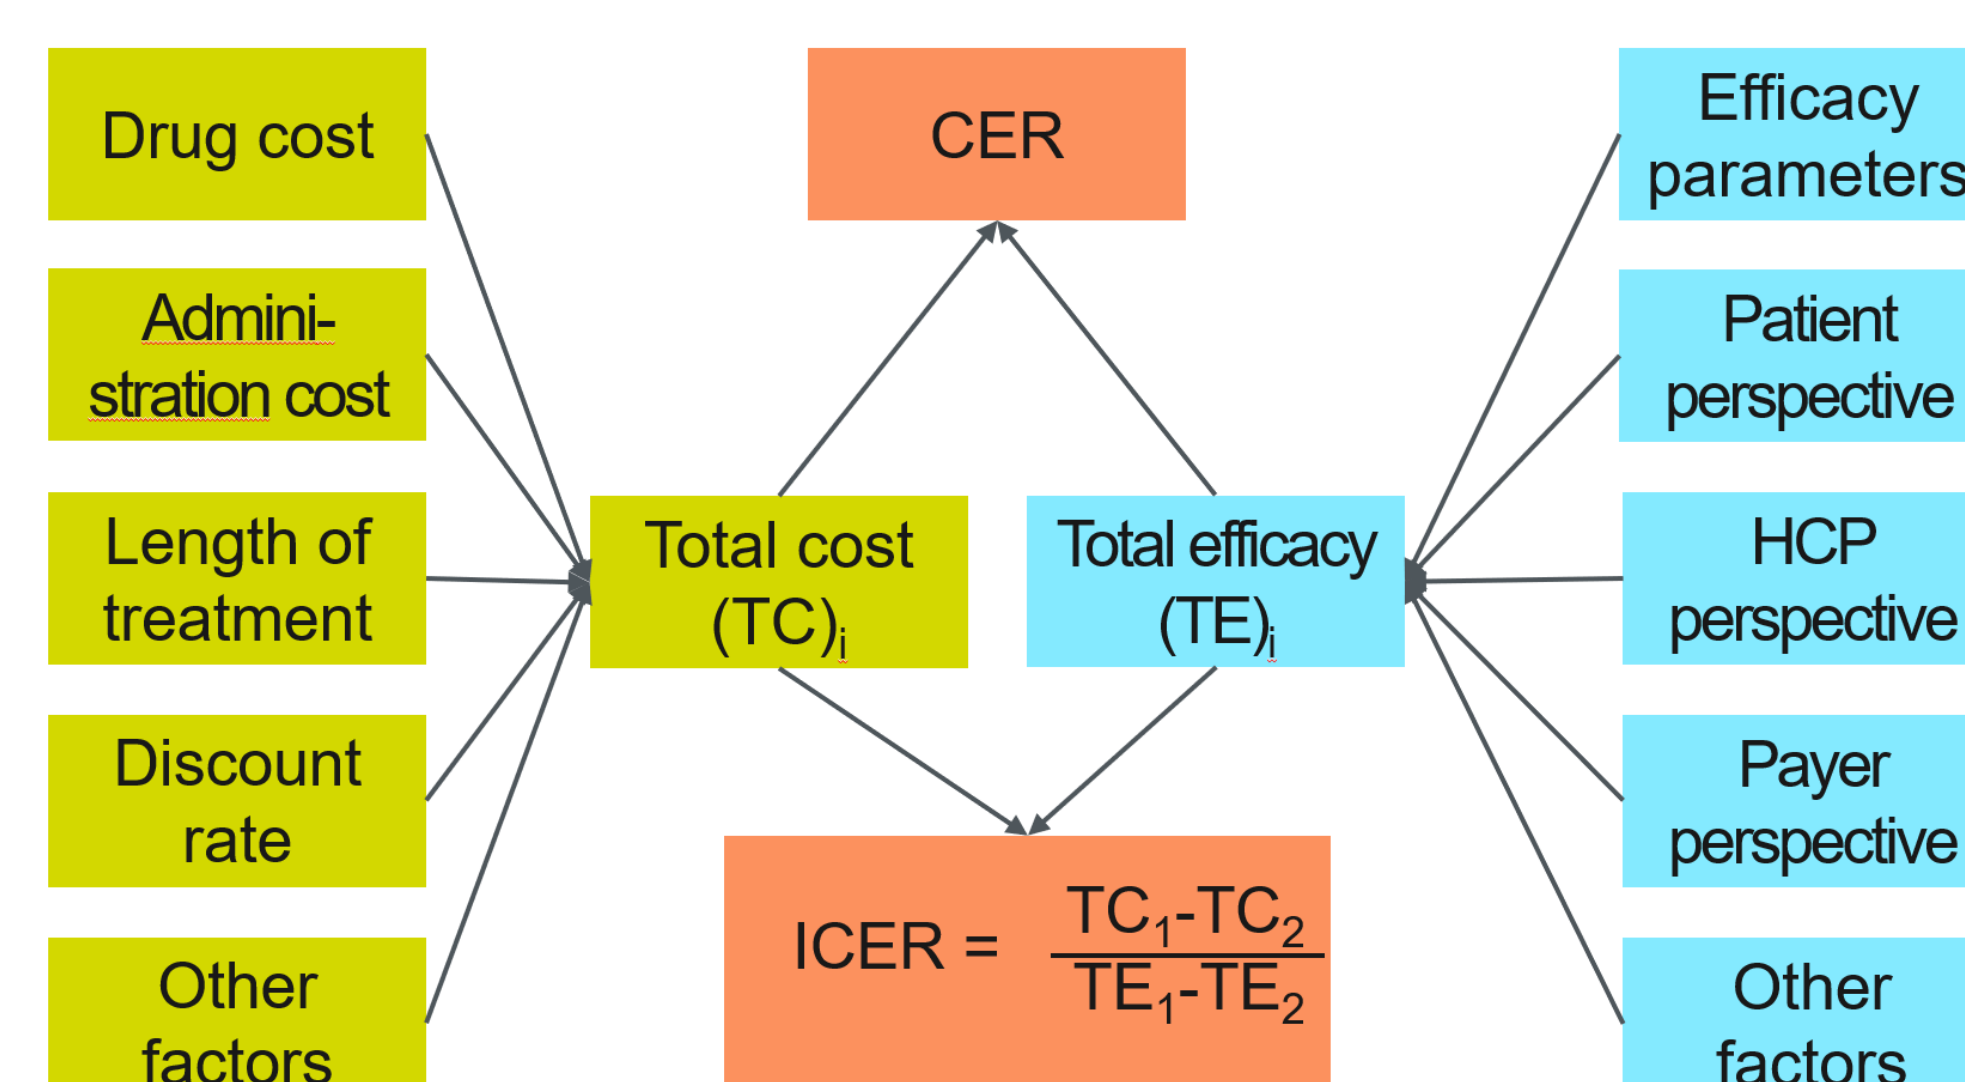 Drug cost
Admini-
stration cost
Length of
treatment
Discount
rate
Other
factors
CER
Total cost
(TC)i
Total efficacy
(TE)i
ICER =
TC1-TC2
TE1-TE2
Efficacy
parameters
Patient
perspective
HCP
perspective
Payer
perspective
Other
factors